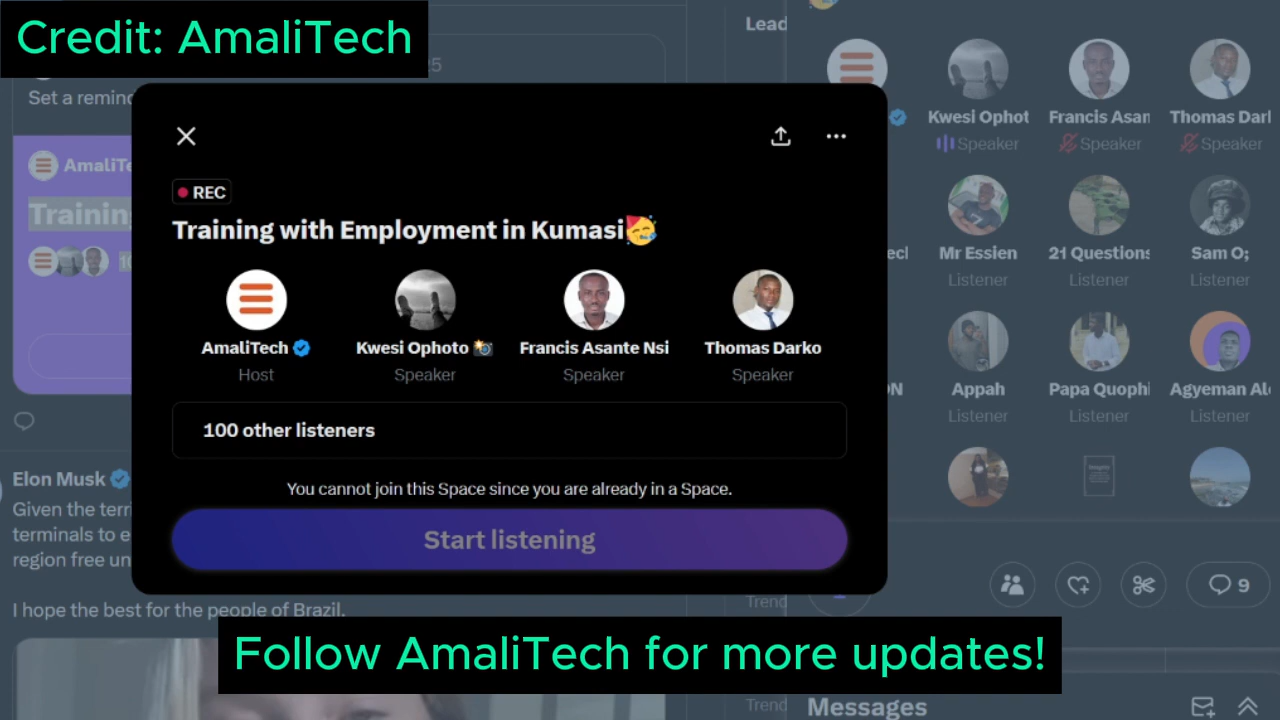 Credit: AmaliTech
25
Set a remind
AmaliTe
Training
REC
Training with Employment in Kumasi🥳
AmaliTech
Host
Kwesi Ophoto 📸
Speaker
Francis Asante Nsi
Speaker
Thomas Darko
Speaker
100 other listeners
You cannot join this Space since you are already in a Space.
Start listening
Lead
Kwesi Ophot
Francis Asan
Thomas Darl
Speaker
Speaker
Speaker
ecl
Mr Essien
21 Questions
Sam O;
Listener
Listener
Listener
N
Appah
Papa Quophi
Agyeman Al
Listener
Listener
Listener
9
Elon Musk
Given the terr
terminals to e
region free un
I hope the best for the people of Brazil.
Trend
Follow AmaliTech for more updates!
Trend
Messages